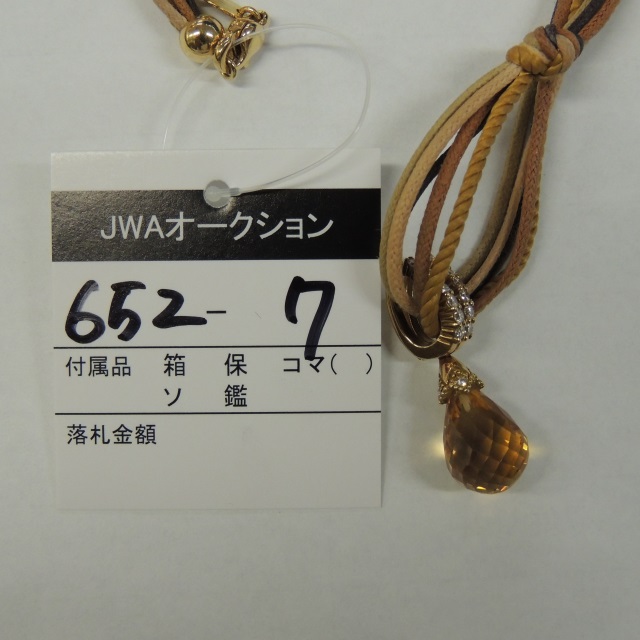 JWAオークション
652- 7
付属品 箱 保 コマ( )
ソ 鑑
落札金額